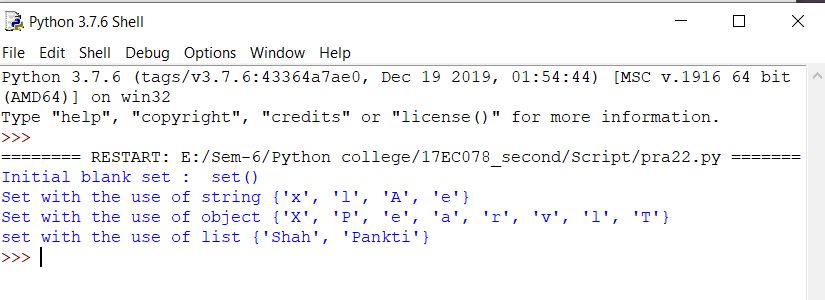 Python 3.7.6 Shell
File Edit Shell Debug Options Window Help
Python 3.7.6 (tags/v3.7.6:43364a7ae0, Dec 19 2019, 01:54:44) [MSC v.1916 64 bit
(AMD64)] on win32
Type "help", "copyright", "credits" or "license()" for more information.
>>>
======== RESTART: E:/Sem-6/Python college/17EC078_second/Script/pra22.py =======
Initial blank set :  set()
Set with the use of string {'x', 'l', 'A', 'e'}
Set with the use of object {'X', 'P', 'e', 'a', 'r', 'v', 'l', 'T'}
set with the use of list {'Shah', 'Pankti'}
>>>